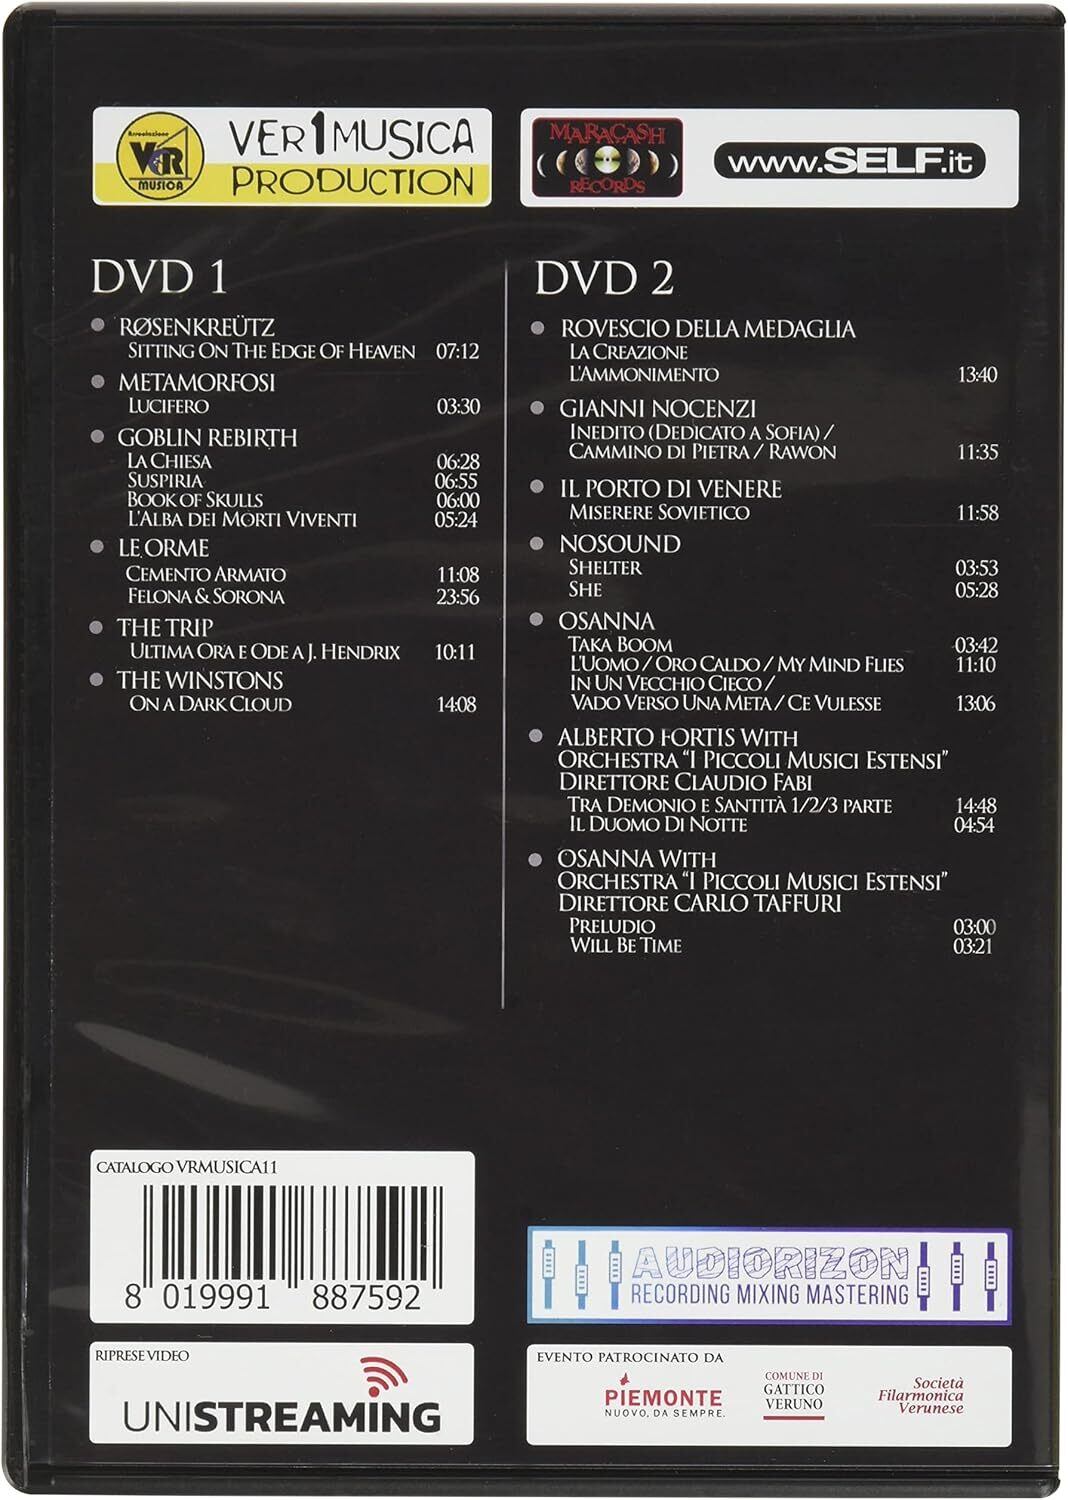 Associazione
VER
MUSICA
VER1MUSICA
PRODUCTION
MARACASH
RECORDS
www.SELF.it
DVD 1
RØSENKREÜTZ
SITTING ON THE EDGE OF HEAVEN 07:12
METAMORFOSI
LUCIFERO 03:30
GOBLIN REBIRTH
LA CHIESA 06:28
SUSPIRIA 06:55
BOOK OF SKULLS 06:00
L'ALBA DEI MORTI VIVENTI 05:24
LE ORME
CEMENTO ARMATO 11:08
FELONA & SORONA 23:56
THE TRIP
ULTIMA ORA E ODE A J. HENDRIX 10:11
THE WINSTONS
ON A DARK CLOUD 14:08
DVD 2
ROVESCIO DELLA MEDAGLIA
LA CREAZIONE
L'AMMONIMENTO 13:40
GIANNI NOCENZI
INEDITO (DEDICATO A SOFIA) /
CAMMINO DI PIETRA / RAWON 11:35
IL PORTO DI VENERE
MISERERE SOVIETICO 11:58
NOSOUND
SHELTER 03:53
SHE 05:28
OSANNA
TAKA BOOM 03:42
L'UOMO / ORO CALDO / MY MIND FLIES 11:10
IN UN VECCHIO CIECO /
VADO VERSO UNA META / CE VULESSE 13:06
ALBERTO FORTIS WITH
ORCHESTRA "I PICCOLI MUSICI ESTENSI"
DIRETTORE CLAUDIO FABI
TRA DEMONIO E SANTITÀ 1/2/3 PARTE 14:48
IL DUOMO DI NOTTE 04:54
OSANNA WITH
ORCHESTRA "I PICCOLI MUSICI ESTENSI"
DIRETTORE CARLO TAFFURI
PRELUDIO 03:00
WILL BE TIME 03:21
CATALOGO VRMUSICA11
8 019991 887592
RIPRESE VIDEO
UNISTREAMING
AUDIORIZON
RECORDING MIXING MASTERING
EVENTO PATROCINATO DA
PIEMONTE
NUOVO, DA SEMPRE.
COMUNE DI
GATTICO
VERUNO
Società
Filarmonica
Verunese